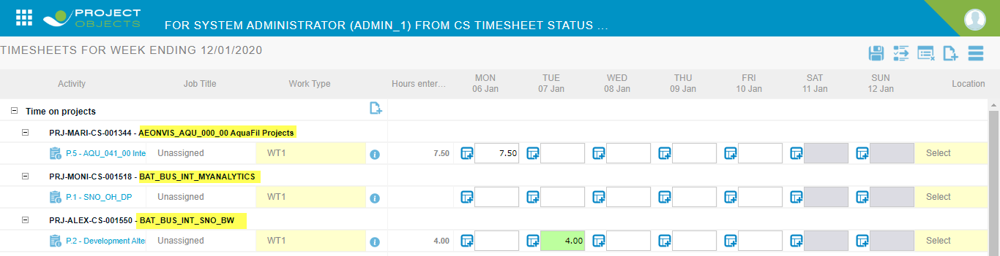 PROJECT
OBJECTS
FOR SYSTEM ADMINISTRATOR (ADMIN_1) FROM CS TIMESHEET STATUS ...
TIMESHEETS FOR WEEK ENDING 12/01/2020
Activity Job Title Work Type Hours enter... MON 06 Jan TUE 07 Jan WED 08 Jan THU 09 Jan FRI 10 Jan SAT 11 Jan SUN 12 Jan Location
Time on projects
PRJ-MARI-CS-001344 - AEONVIS_AQU_000_00 AquaFil Projects
P.5 - AQU_041_00 Inte Unassigned WT1 7.50 7.50 Select
PRJ-MONI-CS-001518 - BAT_BUS_INT_MYANALYTICS
P.1 - SNO_OH_DP Unassigned WT1 Select
PRJ-ALEX-CS-001550 - BAT_BUS_INT_SNO_BW
P.2 - Development Alte Unassigned WT1 4.00 4.00 Select